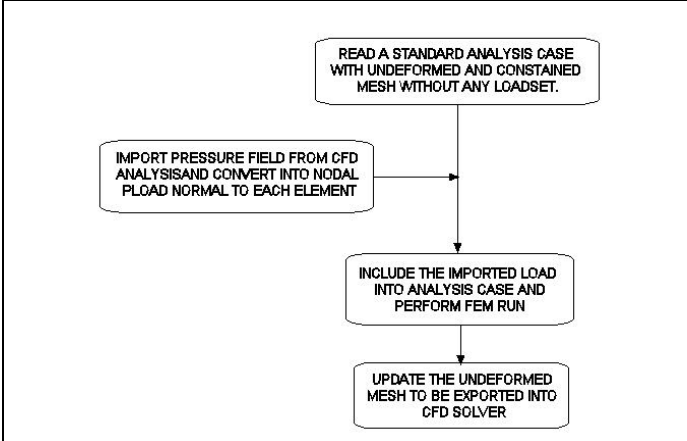 READ A STANDARD ANALYSIS CASE
WITH UNDEFORMED AND CONSTAINED
MESH WITHOUT ANY LOADSET.
IMPORT PRESSURE FIELD FROM CFD
ANALYSISAND CONVERT INTO NODAL
PLOAD NORMAL TO EACH ELEMENT
INCLUDE THE IMPORTED LOAD
INTO ANALYSIS CASE AND
PERFORM FEM RUN
UPDATE THE UNDEFORMED
MESH TO BE EXPORTED INTO
CFD SOLVER